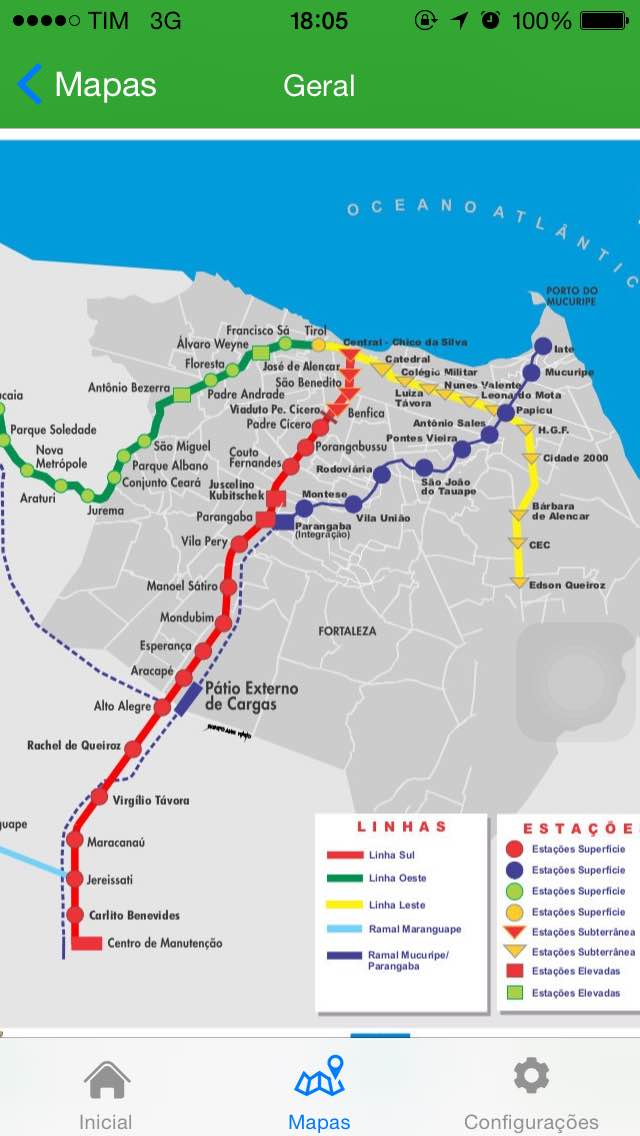 TIM 3G 18:05 100%
Mapas Geral
OCEANO ATLÂNTIC
PORTO DO
MUCURIPE
Francisco Sá Tirol
Álvaro Weyne
Central - Chico da Silva
Iate
Floresta
José de Alencar
Catedral
Colégio Militar
Mucuripe
Antônio Bezerra
Padre Andrade
São Benedito
Luiza
Távora
Nunes Valente
Leonel do Mota
caia
Viaduto Pe. Cícero
Benfica
Papicu
Parque Soledade
Padre Cícero
Antônio Sales
H.G.F.
Nova
Metrópole
São Miguel
Porangabussu
Pontes Vieira
Parque Albano
Couto
Fernandes
Rodoviária
Cidade 2000
Araturi
Conjunto Ceará
Juscelino
Kubitschek
São João
do Tauape
Jurema
Montese
Parangaba
Parangaba
(Integração)
Vila União
Bárbara
de Alencar
Vila Pery
CEC
Manoel Sátiro
Edson Queiroz
Mondubim
FORTALEZA
Esperança
Aracapé
Pátio Externo
de Cargas
Alto Alegre
Rachel de Queiroz
Virgílio Távora
guape
Maracanaú
Jereissati
Carlito Benevides
Centro de Manutenção
LINHAS
Linha Sul
Linha Oeste
Linha Leste
Ramal Maranguape
Ramal Mucuripe/
Parangaba
ESTAÇÕE
Estações Superfície
Estações Superfície
Estações Superfície
Estações Superfície
Estações Subterrânea
Estações Subterrânea
Estações Elevadas
Estações Elevadas
Inicial Mapas Configurações